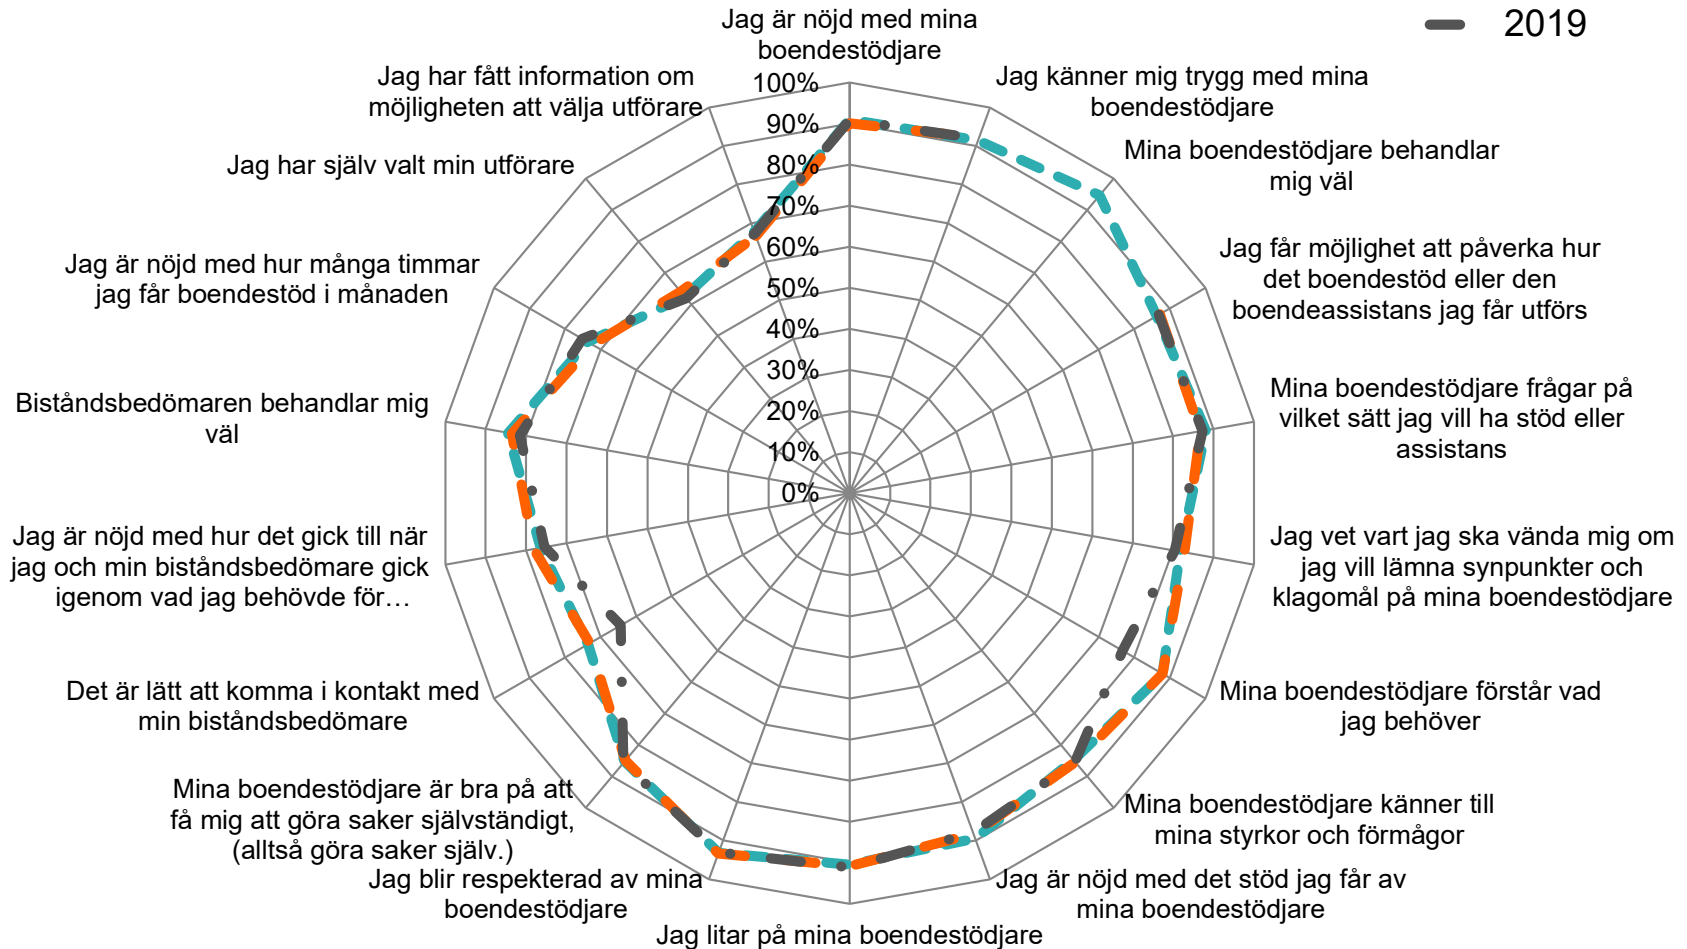 2019
Jag är nöjd med mina
boendestödjare
Jag känner mig trygg med mina
boendestödjare
Mina boendestödjare behandlar
mig väl
Jag får möjlighet att påverka hur
det boendestöd eller den
boendeassistans jag får utförs
Mina boendestödjare frågar på
vilket sätt jag vill ha stöd eller
assistans
Jag vet vart jag ska vända mig om
jag vill lämna synpunkter och
klagomål på mina boendestödjare
Mina boendestödjare förstår vad
jag behöver
Mina boendestödjare känner till
mina styrkor och förmågor
Jag är nöjd med det stöd jag får av
mina boendestödjare
Jag litar på mina boendestödjare
Jag blir respekterad av mina
boendestödjare
Mina boendestödjare är bra på att
få mig att göra saker självständigt,
(alltså göra saker själv.)
Det är lätt att komma i kontakt med
min biståndsbedömare
Jag är nöjd med hur det gick till när
jag och min biståndsbedömare gick
igenom vad jag behövde för…
Biståndsbedömaren behandlar mig
väl
Jag är nöjd med hur många timmar
jag får boendestöd i månaden
Jag har själv valt min utförare
Jag har fått information om
möjligheten att välja utförare
100%
90%
80%
70%
60%
50%
40%
30%
20%
10%
0%